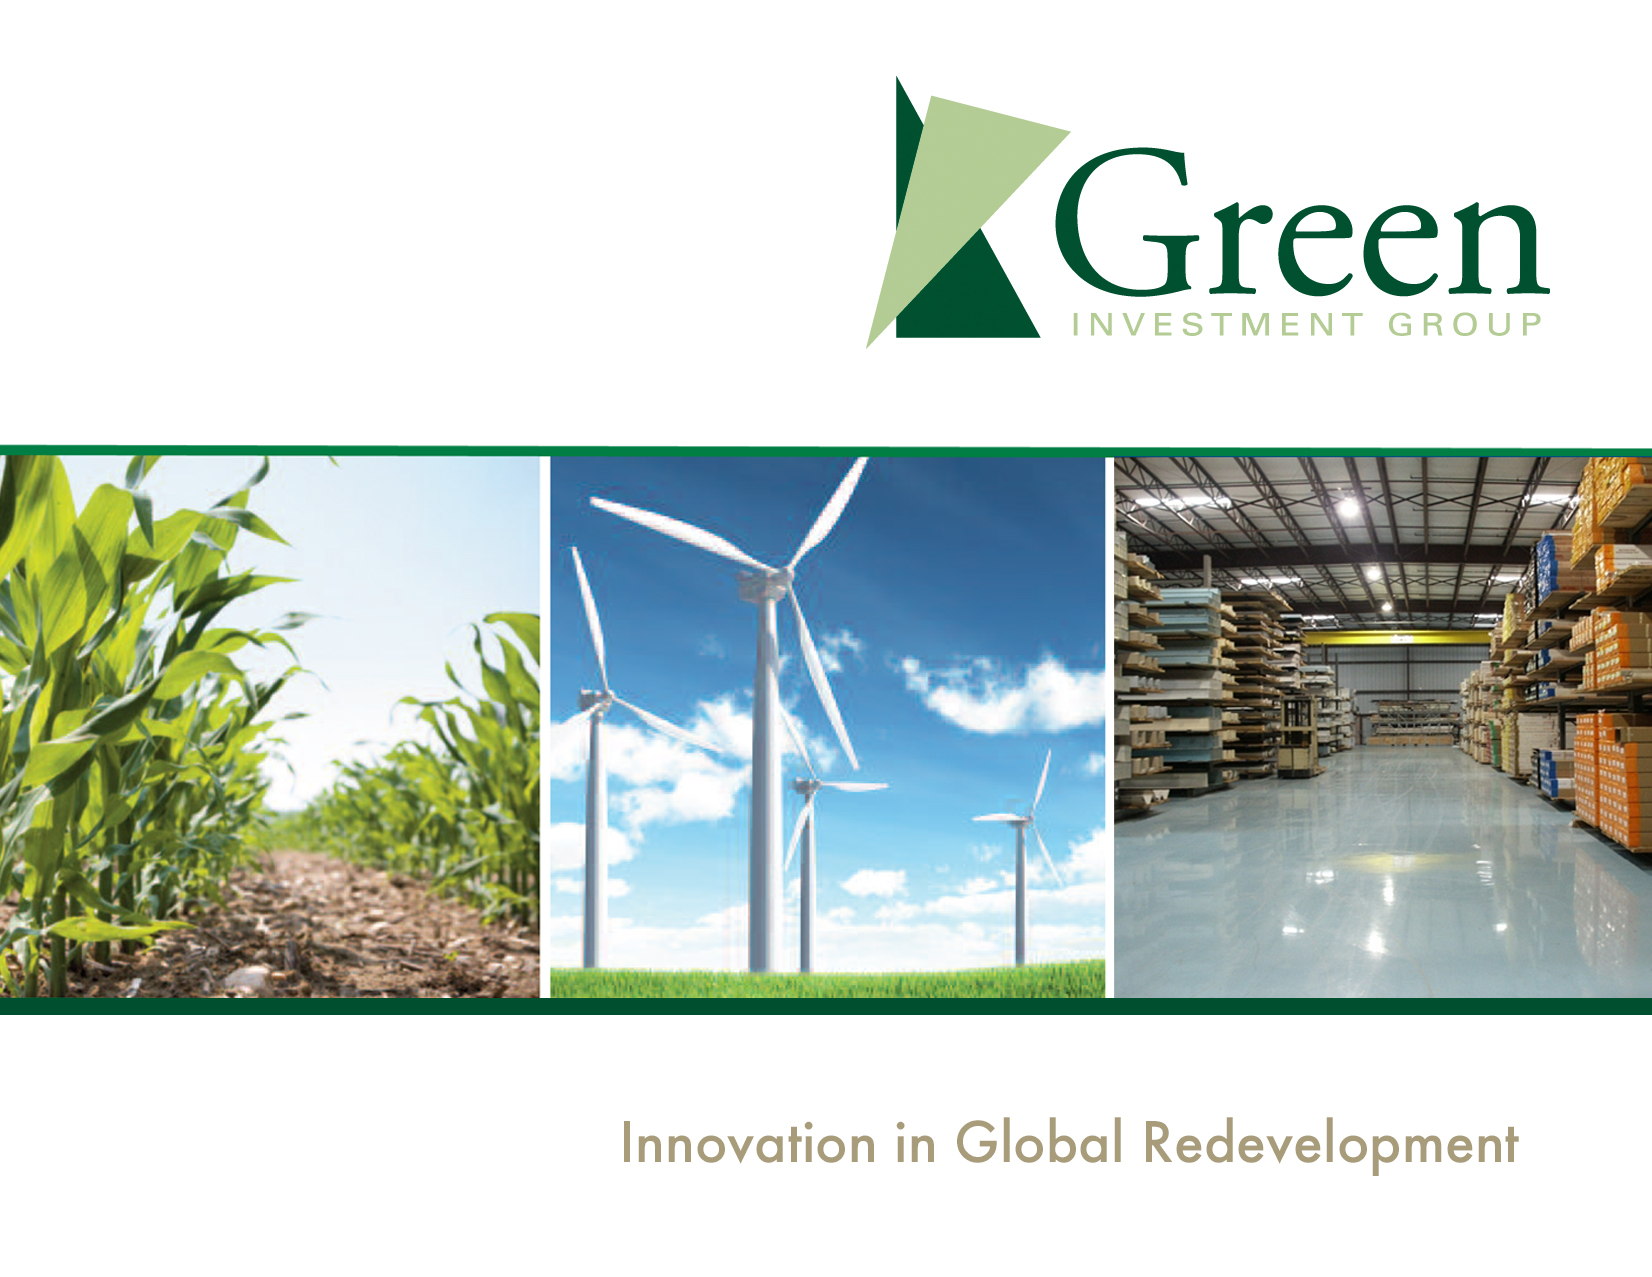 Green
INVESTMENT GROUP
Innovation in Global Redevelopment